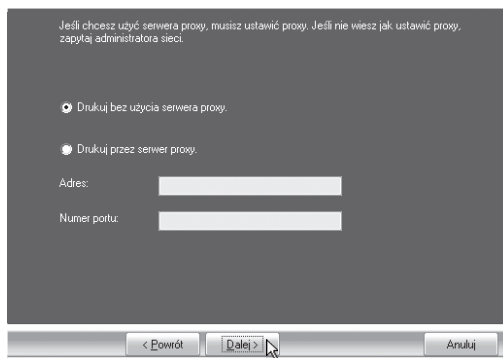 Jeśli chcesz użyć serwera proxy, musisz ustawić proxy. Jeśli nie wiesz jak ustawić proxy,
zapytaj administratora sieci.
Drukuj bez użycia serwera proxy.
Drukuj przez serwer proxy.
Adres:
Numer portu:
< Powrót
Dalej >
Anuluj